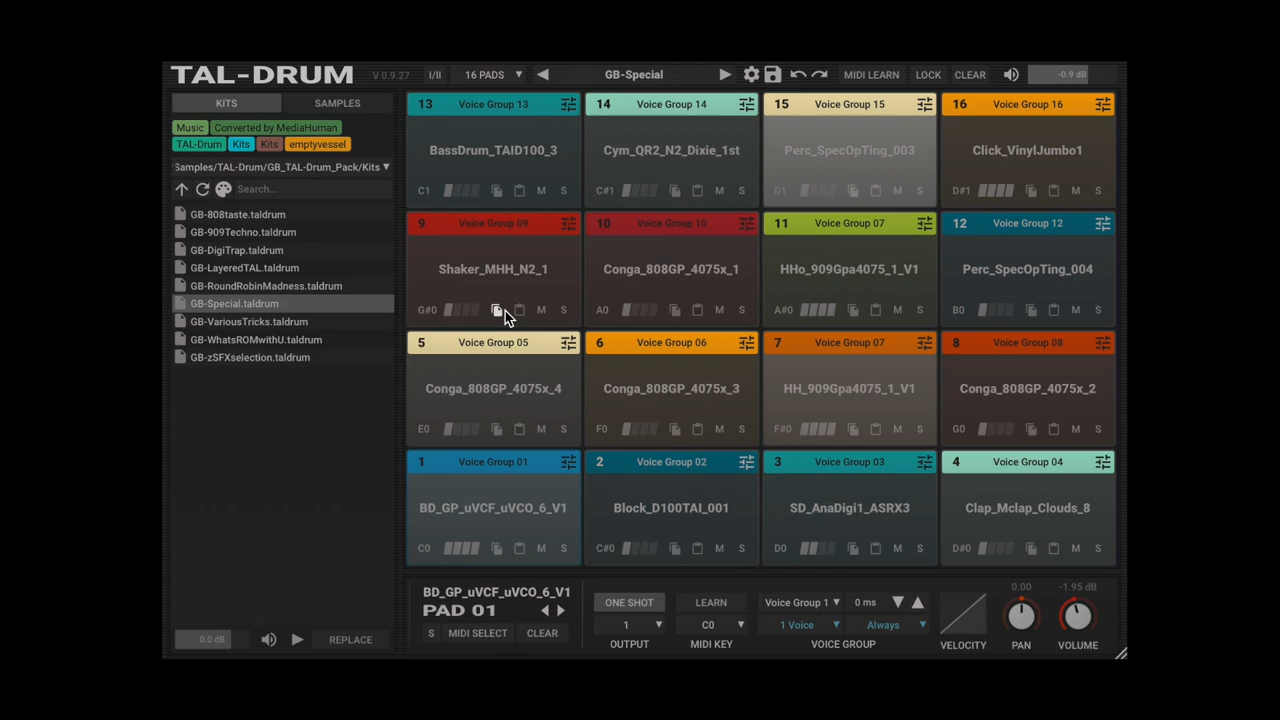 TAL-DRUM V 0.9.27 I/II 16 PADS GB-Special MIDI LEARN LOCK CLEAR -0.9 dB
KITS SAMPLES
Music Converted by MediaHuman
TAL-Drum Kits Kits emptyvessel
Samples/TAL-Drum/GB_TAL-Drum_Pack/Kits
Search...
GB-808taste.taldrum
GB-909Techno.taldrum
GB-DigiTrap.taldrum
GB-LayeredTAL.taldrum
GB-RoundRobinMadness.taldrum
GB-Special.taldrum
GB-VariousTricks.taldrum
GB-WhatsROMwithU.taldrum
GB-zSFXselection.taldrum
0.0 dB REPLACE
13 Voice Group 13
BassDrum_TAID100_3
C1 M S
14 Voice Group 14
Cym_QR2_N2_Dixie_1st
C#1 M S
15 Voice Group 15
Perc_SpecOpTing_003
D1 M S
16 Voice Group 16
Click_VinylJumbo1
D#1 M S
9 Voice Group 09
Shaker_MHH_N2_1
G#0 M S
10 Voice Group 10
Conga_808GP_4075x_1
A0 M S
11 Voice Group 07
HHo_909Gpa4075_1_V1
A#0 M S
12 Voice Group 12
Perc_SpecOpTing_004
B0 M S
5 Voice Group 05
Conga_808GP_4075x_4
E0 M S
6 Voice Group 06
Conga_808GP_4075x_3
F0 M S
7 Voice Group 07
HH_909Gpa4075_1_V1
F#0 M S
8 Voice Group 08
Conga_808GP_4075x_2
G0 M S
1 Voice Group 01
BD_GP_uVCF_uVCO_6_V1
C0 M S
2 Voice Group 02
Block_D100TAI_001
C#0 M S
3 Voice Group 03
SD_AnaDigi1_ASRX3
D0 M S
4 Voice Group 04
Clap_Mclap_Clouds_8
D#0 M S
BD_GP_uVCF_uVCO_6_V1
PAD 01
S MIDI SELECT CLEAR
ONE SHOT LEARN Voice Group 1 0 ms 0.00 -1.95 dB
1 C0 1 Voice Always
OUTPUT MIDI KEY VOICE GROUP VELOCITY PAN VOLUME